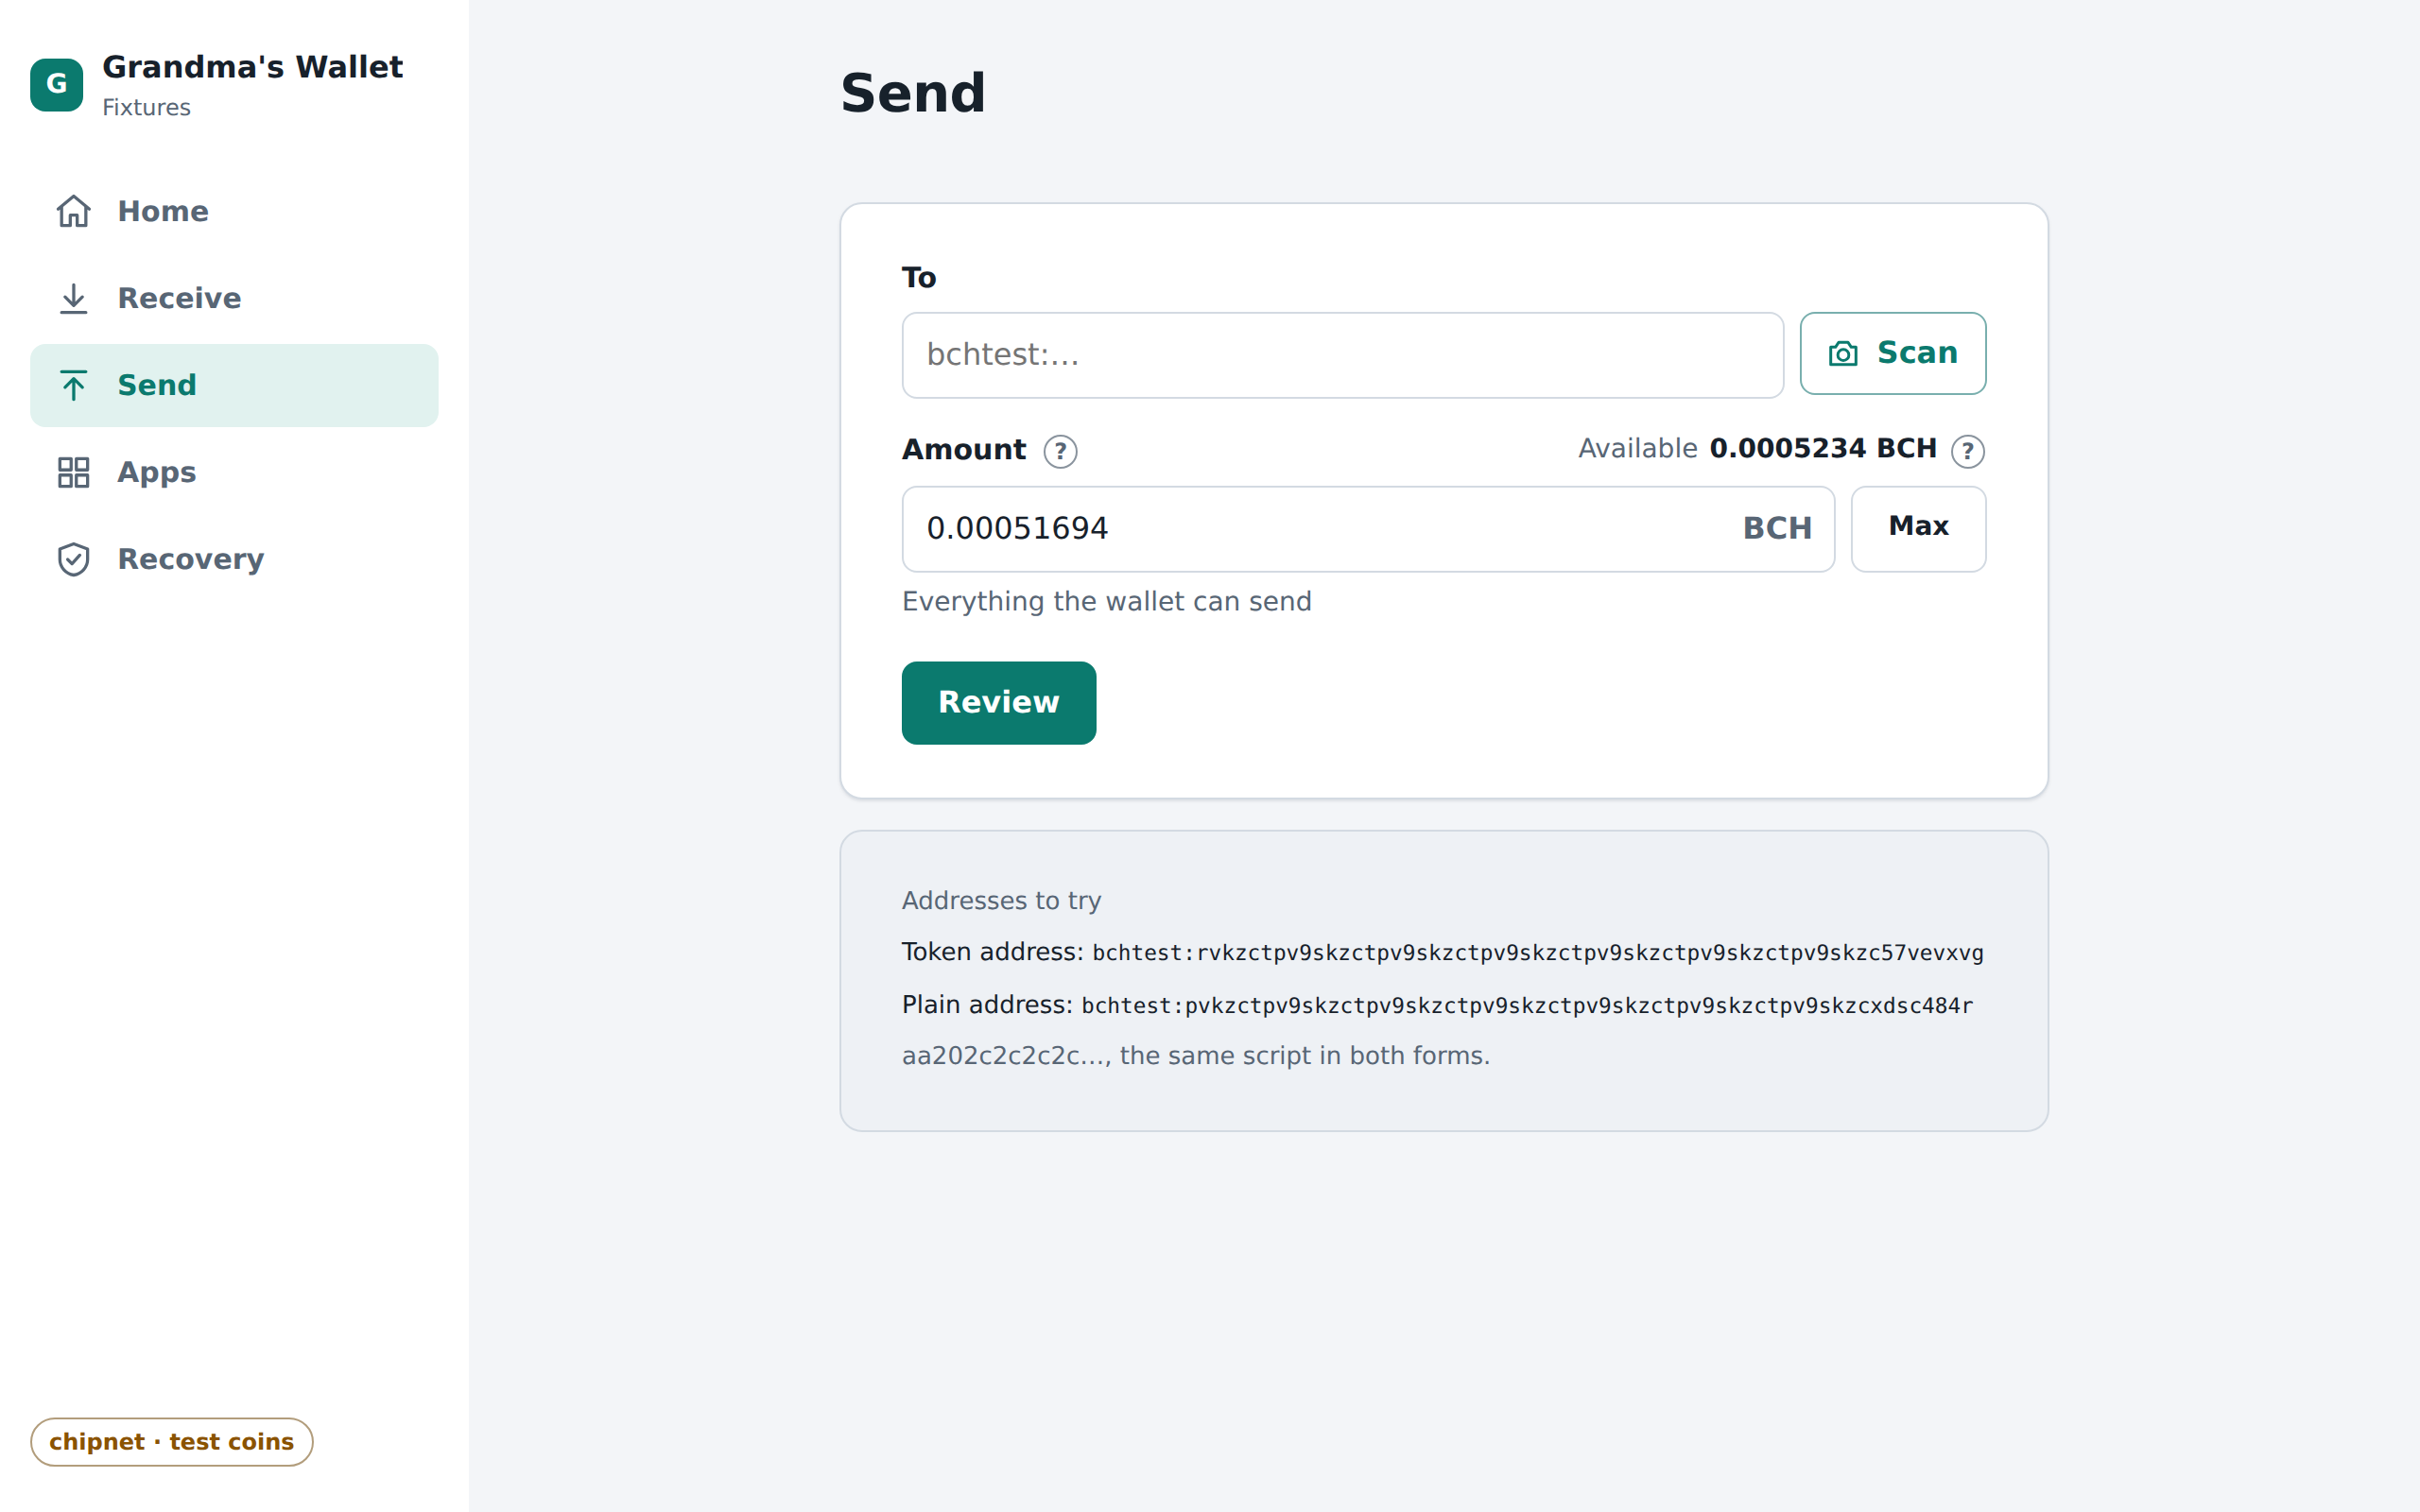 G
Grandma's Wallet
Fixtures
Home
Receive
Send
Apps
Recovery
chipnet · test coins
Send
To
bchtest:…
Scan
Amount ?
Available 0.0005234 BCH ?
0.00051694 BCH
Max
Everything the wallet can send
Review
Addresses to try
Token address: bchtest:rvkzctpv9skzctpv9skzctpv9skzctpv9skzctpv9skzctpv9skzc57vevxvg
Plain address: bchtest:pvkzctpv9skzctpv9skzctpv9skzctpv9skzctpv9skzctpv9skzcxdsc484r
aa202c2c2c2c…, the same script in both forms.